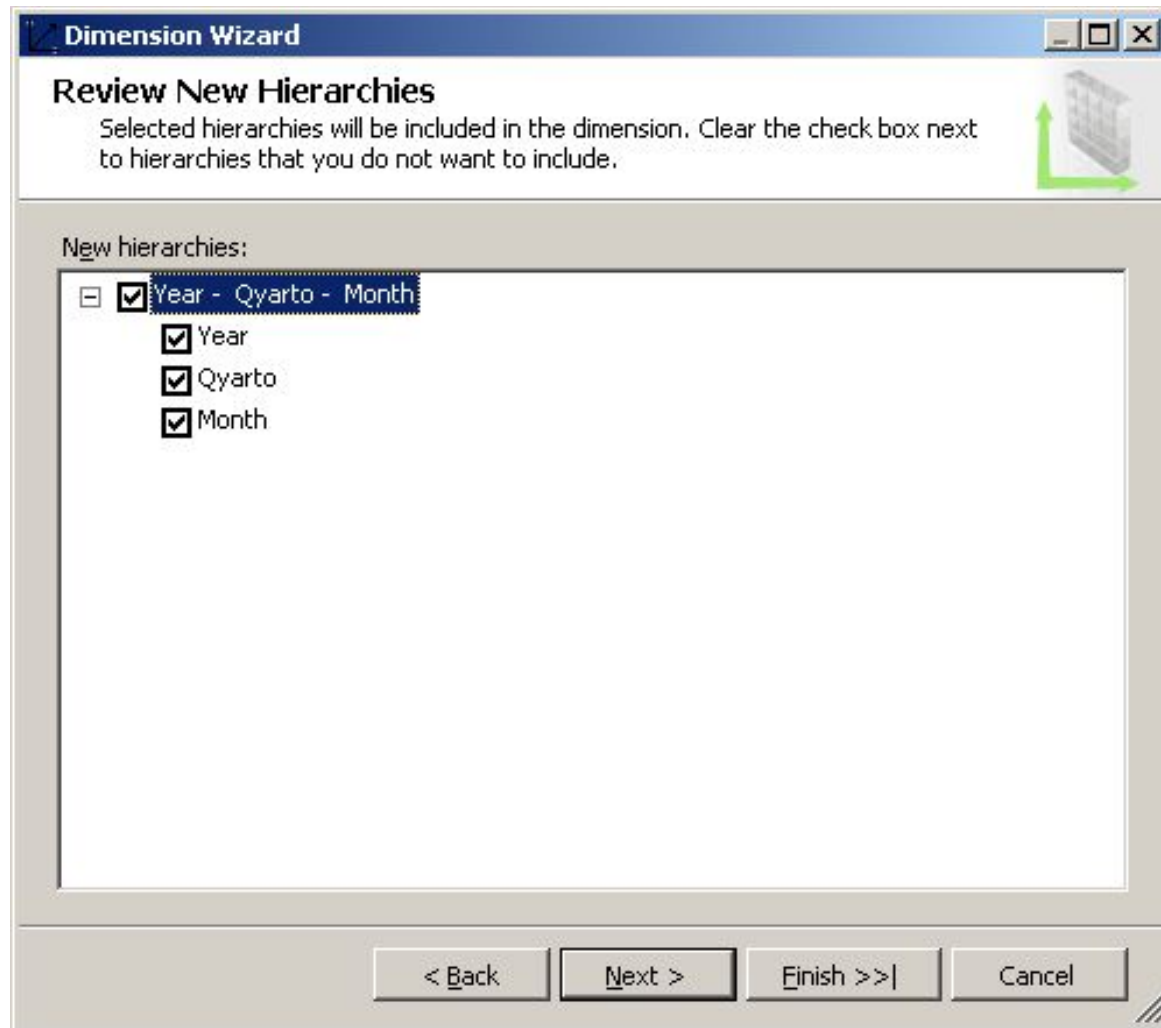 Dimension Wizard
Review New Hierarchies
Selected hierarchies will be included in the dimension. Clear the check box next
to hierarchies that you do not want to include.
New hierarchies:
Year - Qyarto - Month
Year
Qyarto
Month
< Back
Next >
Finish >>|
Cancel